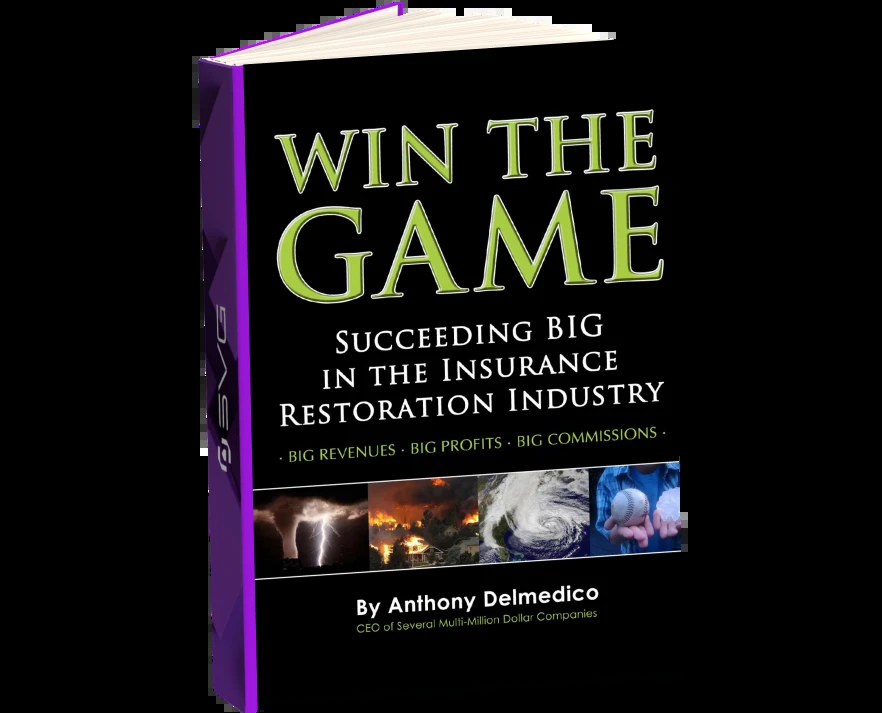 WIN THE
GAME
SUCCEEDING BIG
IN THE INSURANCE
RESTORATION INDUSTRY
· BIG REVENUES · BIG PROFITS · BIG COMMISSIONS ·
By Anthony Delmedico
CEO of Several Multi-Million Dollar Companies
SVG